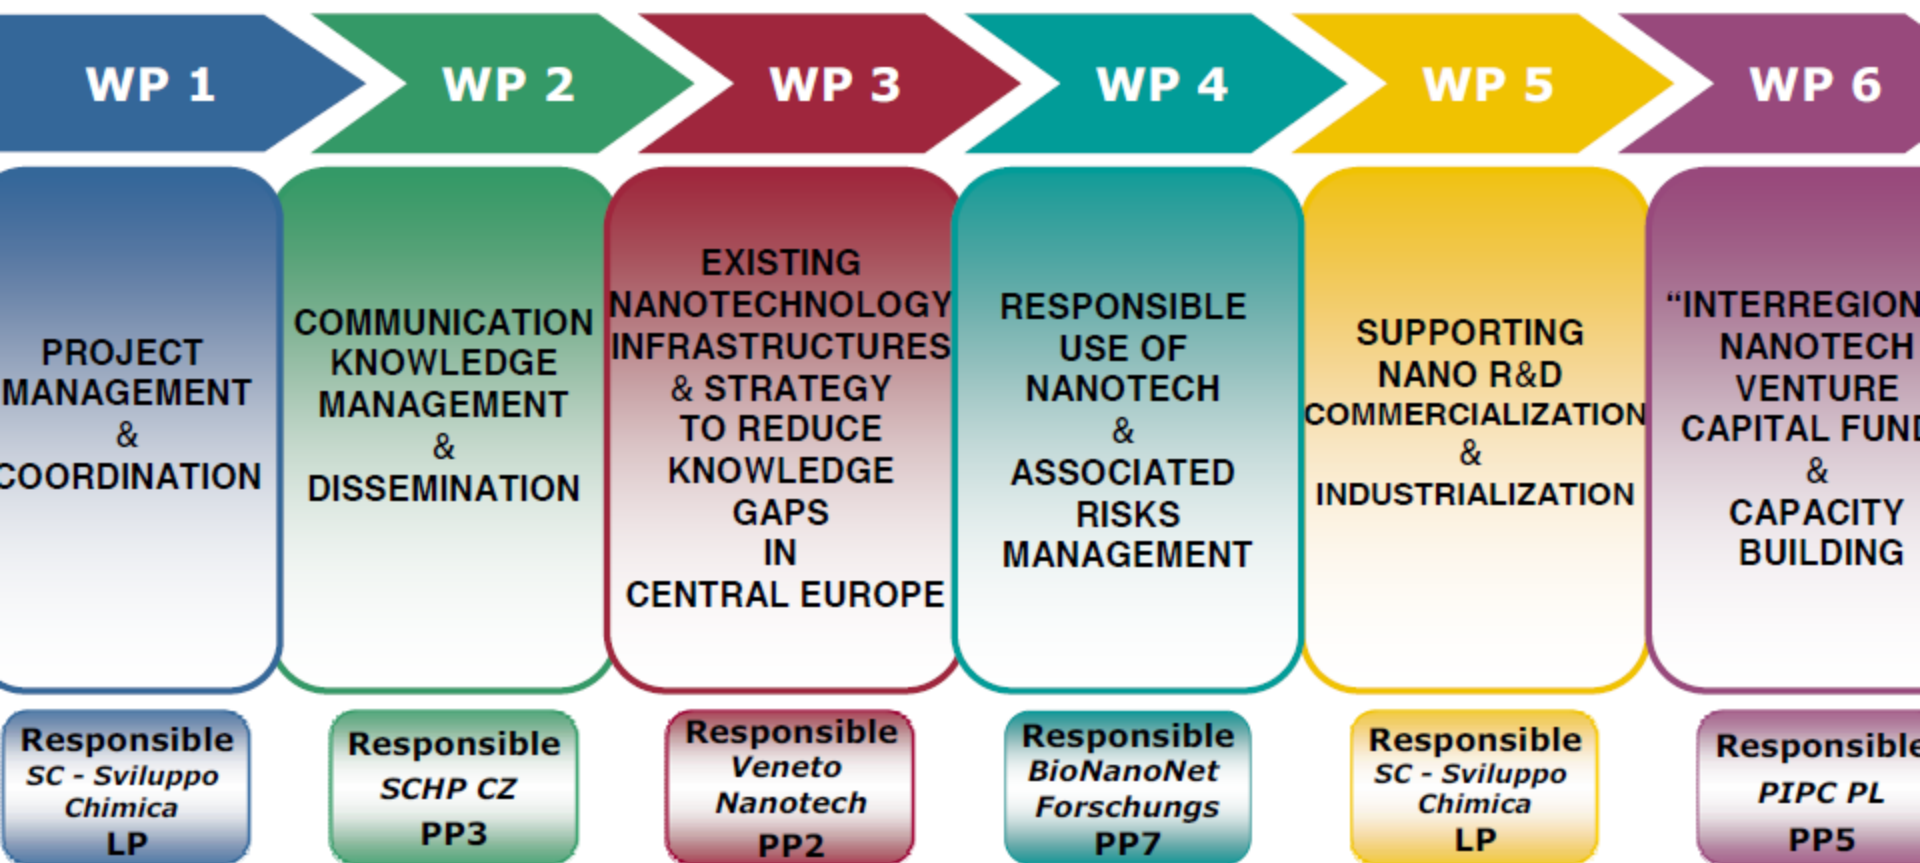 WP 1
WP 2
WP 3
WP 4
WP 5
WP 6
PROJECT
MANAGEMENT
&
COORDINATION
COMMUNICATION
KNOWLEDGE
MANAGEMENT
&
DISSEMINATION
EXISTING
NANOTECHNOLOGY
INFRASTRUCTURES
& STRATEGY
TO REDUCE
KNOWLEDGE
GAPS
IN
CENTRAL EUROPE
RESPONSIBLE
USE OF
NANOTECH
&
ASSOCIATED
RISKS
MANAGEMENT
SUPPORTING
NANO R&D
COMMERCIALIZATION
&
INDUSTRIALIZATION
“INTERREGION
NANOTECH
VENTURE
CAPITAL FUND
&
CAPACITY
BUILDING
Responsible
SC - Sviluppo
Chimica
LP
Responsible
SCHP CZ
PP3
Responsible
Veneto
Nanotech
PP2
Responsible
BioNanoNet
Forschungs
PP7
Responsible
SC - Sviluppo
Chimica
LP
Responsible
PIPC PL
PP5